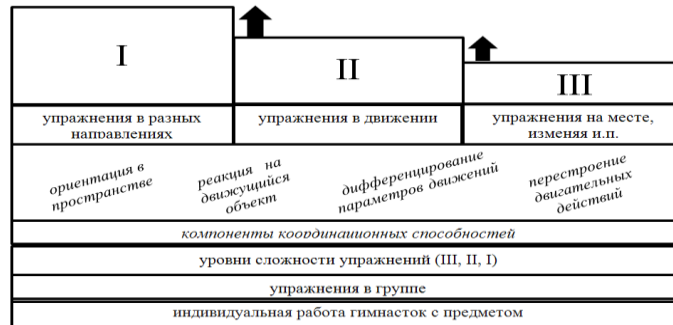 I
II
III
упражнения в разных
направлениях
упражнения в движении
упражнения на месте,
изменяя и.п.
ориентация в
пространстве
реакция на
движущийся
объект
дифференцирование
параметров движений
перестроение
двигательных
действий
компоненты координационных способностей
уровни сложности упражнений (III, II, I)
упражнения в группе
индивидуальная работа гимнасток с предметом